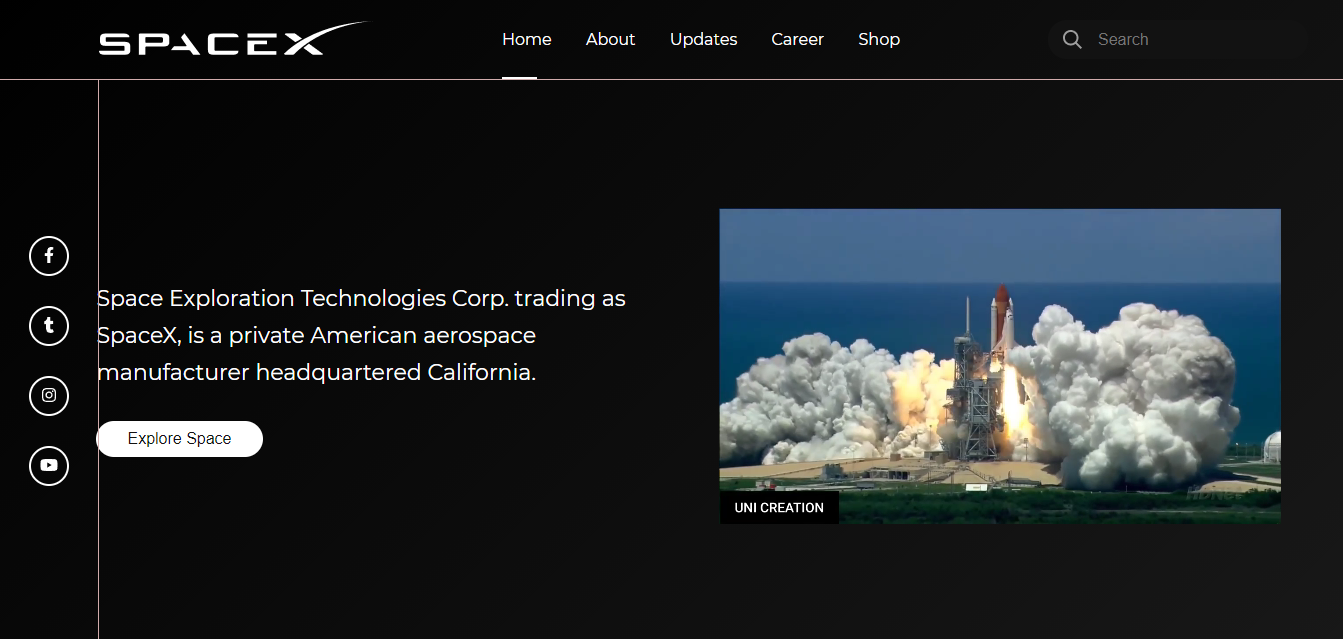 SPACEX
Home
About
Updates
Career
Shop
Search
Space Exploration Technologies Corp. trading as
SpaceX, is a private American aerospace
manufacturer headquartered California.
Explore Space
UNI CREATION